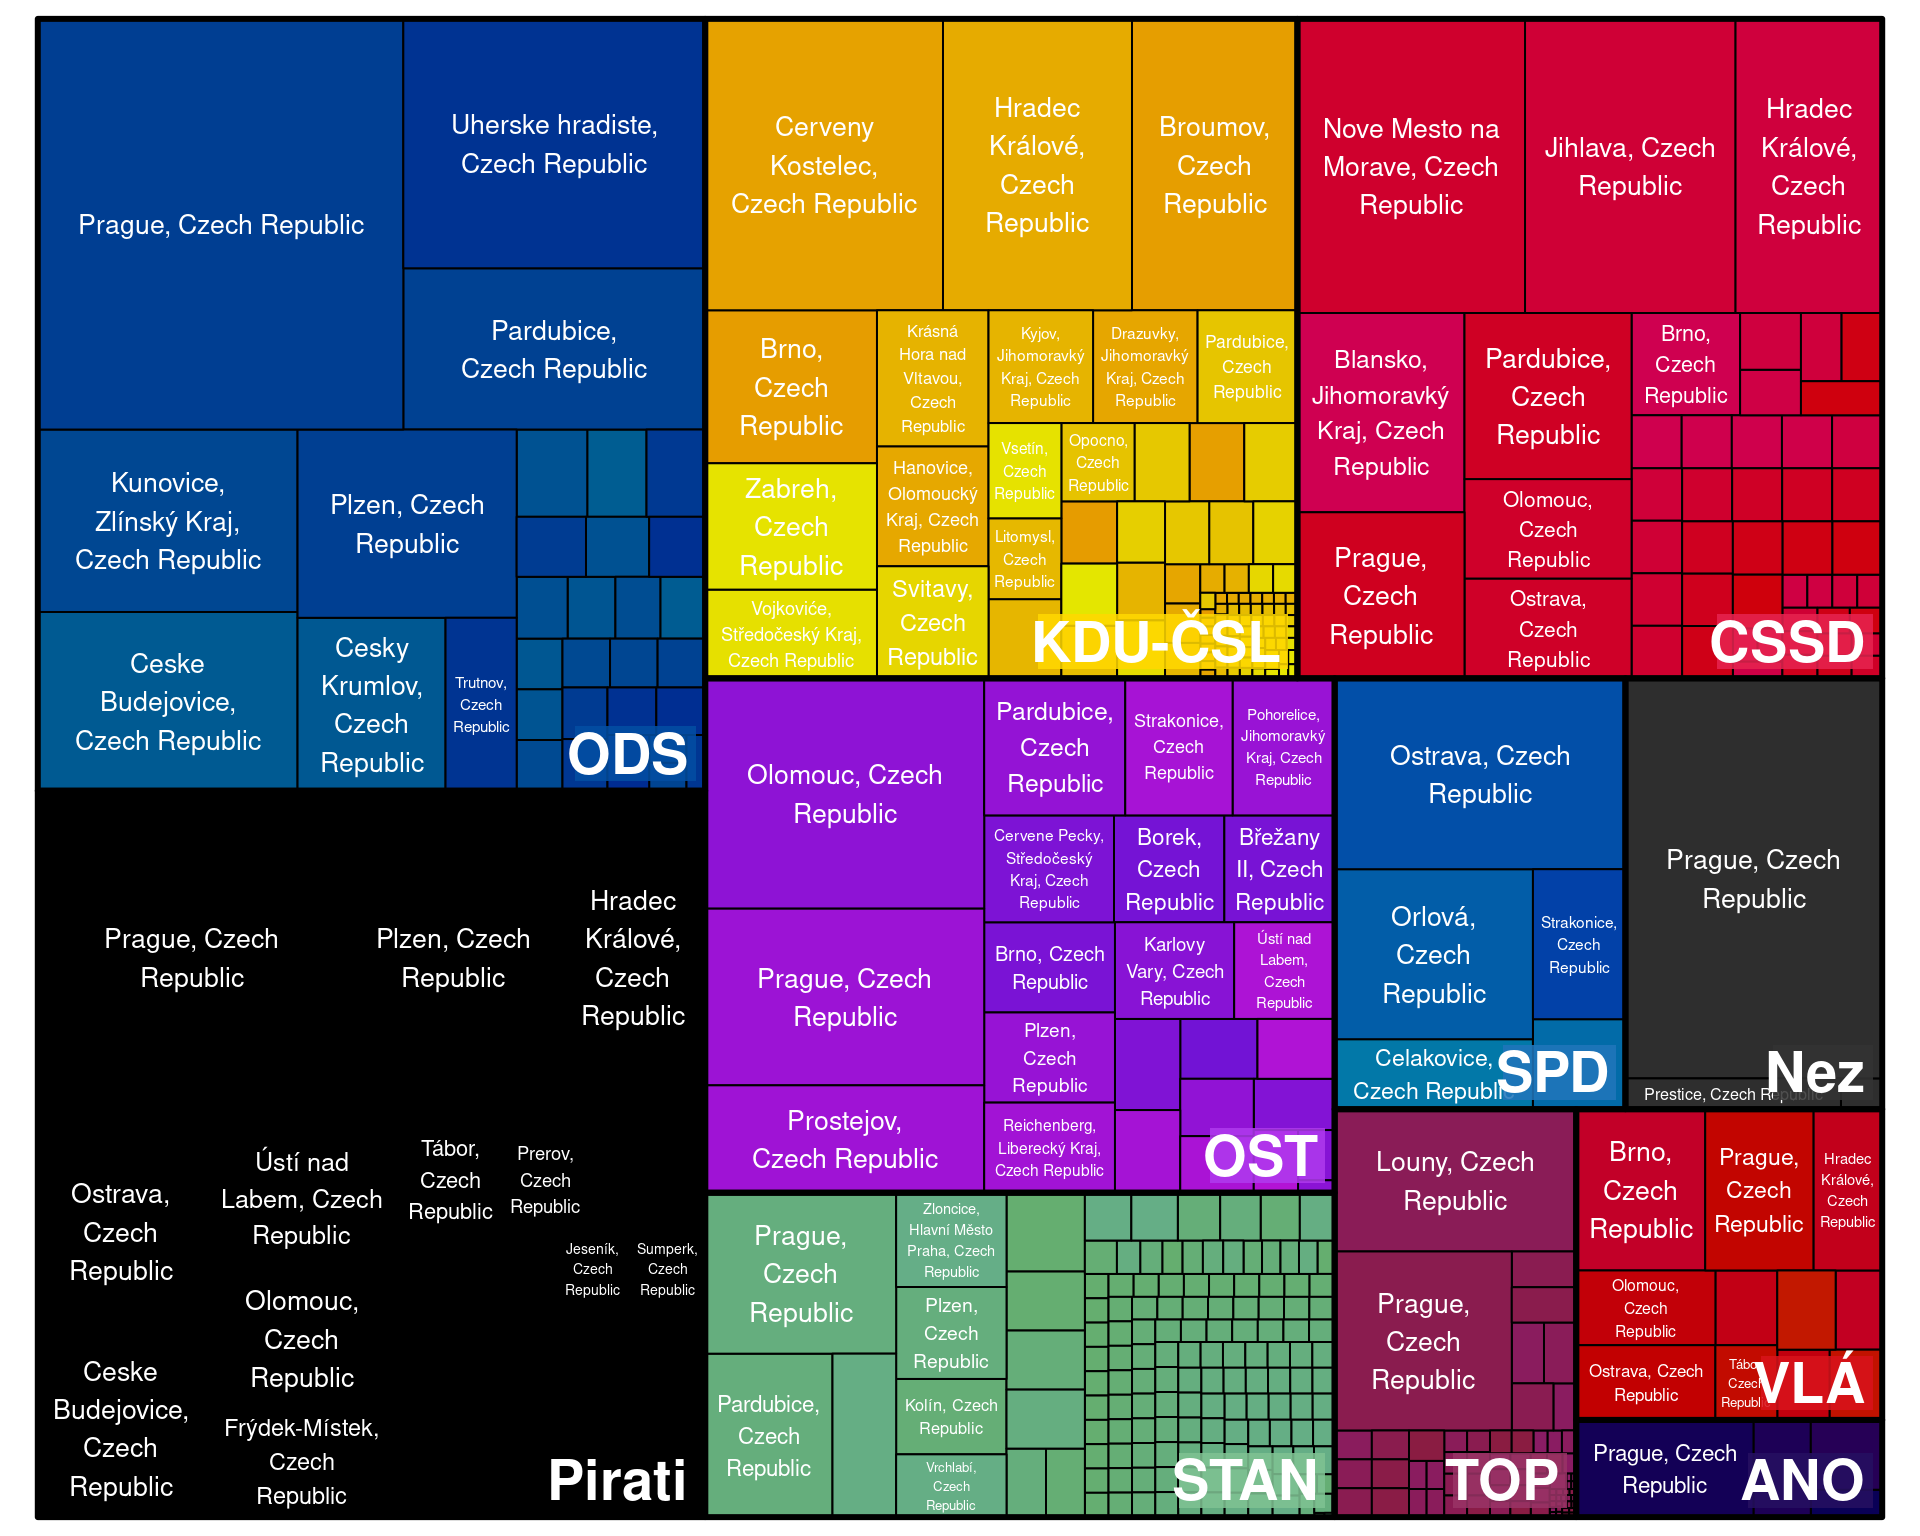 Prague, Czech Republic
Uherske hradiste,
Czech Republic
Pardubice,
Czech Republic
Kunovice,
Zlínský Kraj,
Czech Republic
Plzen, Czech
Republic
Ceske
Budejovice,
Czech Republic
Cesky
Krumlov,
Czech
Republic
Trutnov,
Czech
Republic
ODS
Cerveny
Kostelec,
Czech Republic
Hradec
Králové,
Czech
Republic
Broumov,
Czech
Republic
Brno,
Czech
Republic
Krásná
Hora nad
Vltavou,
Czech
Republic
Kyjov,
Jihomoravký
Kraj, Czech
Republic
Drazuvky,
Jihomoravký
Kraj, Czech
Republic
Pardubice,
Czech
Republic
Zabreh,
Czech
Republic
Hanovice,
Olomoucký
Kraj, Czech
Republic
Vsetín,
Czech
Republic
Opocno,
Czech
Republic
Litomysl,
Czech
Republic
Vojkoviće,
Středočeský Kraj,
Czech Republic
Svitavy,
Czech
Republic
KDU-ČSL
Nove Mesto na
Morave, Czech
Republic
Jihlava, Czech
Republic
Hradec
Králové,
Czech
Republic
Blansko,
Jihomoravký
Kraj, Czech
Republic
Pardubice,
Czech
Republic
Brno,
Czech
Republic
Prague,
Czech
Republic
Olomouc,
Czech
Republic
Ostrava,
Czech
Republic
CSSD
Prague, Czech
Republic
Plzen, Czech
Republic
Hradec
Králové,
Czech
Republic
Ostrava,
Czech
Republic
Ústí nad
Labem, Czech
Republic
Tábor,
Czech
Republic
Prerov,
Czech
Republic
Jeseník,
Czech
Republic
Sumperk,
Czech
Republic
Olomouc,
Czech
Republic
Ceske
Budejovice,
Czech
Republic
Frýdek-Místek,
Czech
Republic
Pirati
Olomouc, Czech
Republic
Pardubice,
Czech
Republic
Strakonice,
Czech
Republic
Pohorelice,
Jihomoravký
Kraj, Czech
Republic
Cervene Pecky,
Středočeský
Kraj, Czech
Republic
Borek,
Czech
Republic
Břežany
II, Czech
Republic
Prague, Czech
Republic
Brno, Czech
Republic
Karlovy
Vary, Czech
Republic
Ústí nad
Labem,
Czech
Republic
Plzen,
Czech
Republic
Prostejov,
Czech Republic
Reichenberg,
Liberecký Kraj,
Czech Republic
OST
Ostrava, Czech
Republic
Orlová,
Czech
Republic
Strakonice,
Czech
Republic
Celakovice,
Czech Republic
SPD
Prague, Czech
Republic
Prestice, Czech Republic
Nez
Prague,
Czech
Republic
Zloncice,
Hlavní Město
Praha, Czech
Republic
Plzen,
Czech
Republic
Pardubice,
Czech
Republic
Kolín, Czech
Republic
Vrchlabí,
Czech
Republic
STAN
Louny, Czech
Republic
Prague,
Czech
Republic
TOP
Brno,
Czech
Republic
Prague,
Czech
Republic
Hradec
Králové,
Czech
Republic
Olomouc,
Czech
Republic
Ostrava, Czech
Republic
Tábor,
Czech
Republic
VLÁ
Prague, Czech
Republic
ANO